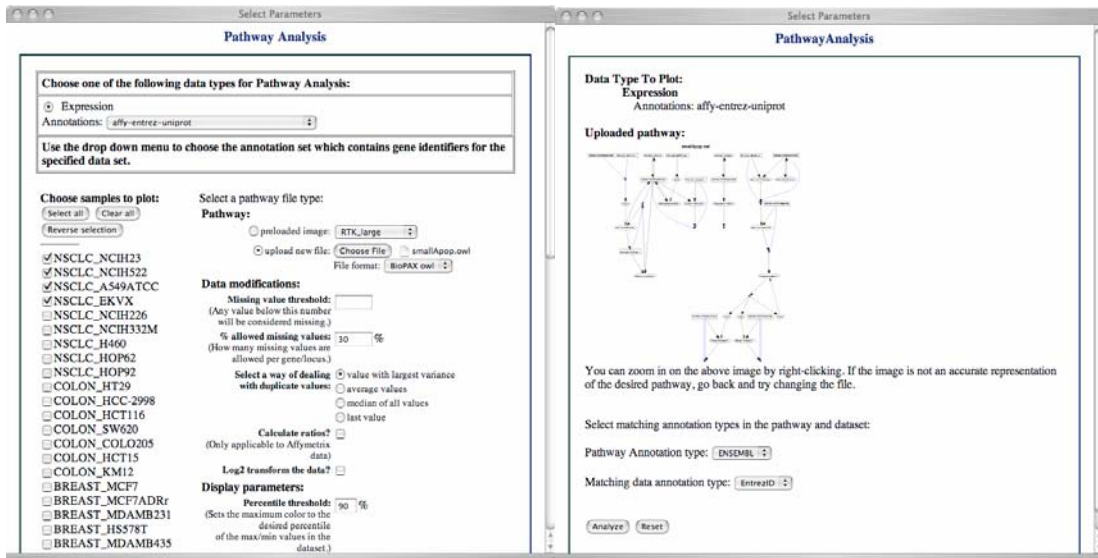 Select Parameters
Pathway Analysis
Choose one of the following data types for Pathway Analysis:
Expression
Annotations: affy-entrez-uniprot
Use the drop down menu to choose the annotation set which contains gene identifiers for the
specified data set.
Choose samples to plot:
Select all Clear all
Reverse selection
NSCLC_NCIH23
NSCLC_NCIH522
NSCLC_A549ATCC
NSCLC_EKVX
NSCLC_NCIH226
NSCLC_NCIH332M
NSCLC_H460
NSCLC_HOP62
NSCLC_HOP92
COLON_HT29
COLON_HCC-2998
COLON_HCT116
COLON_SW620
COLON_COLO205
COLON_HCT15
COLON_KM12
BREAST_MCF7
BREAST_MCF7ADRr
BREAST_MDAMB231
BREAST_HS578T
BREAST_MDAMB435
Select a pathway file type:
Pathway:
preloaded image: RTK_large
upload new file: Choose File smallApop.owl
File format: BioPAX owl
Data modifications:
Missing value threshold:
(Any value below this number
will be considered missing.)
% allowed missing values: 30 %
(How many missing values are
allowed per gene/locus.)
Select a way of dealing
with duplicate values:
value with largest variance
average values
median of all values
last value
Calculate ratios?
(Only applicable to Affymetrix
data)
Log2 transform the data?
Display parameters:
Percentile threshold: 90 %
(Sets the maximum color to the
desired percentile
of the max/min values in the
dataset.)
Select Parameters
PathwayAnalysis
Data Type To Plot:
Expression
Annotations: affy-entrez-uniprot
Uploaded pathway:
smallApop.owl
You can zoom in on the above image by right-clicking. If the image is not an accurate representation
of the desired pathway, go back and try changing the file.
Select matching annotation types in the pathway and dataset:
Pathway Annotation type: ENSEMBL
Matching data annotation type: EntrezID
Analyze Reset